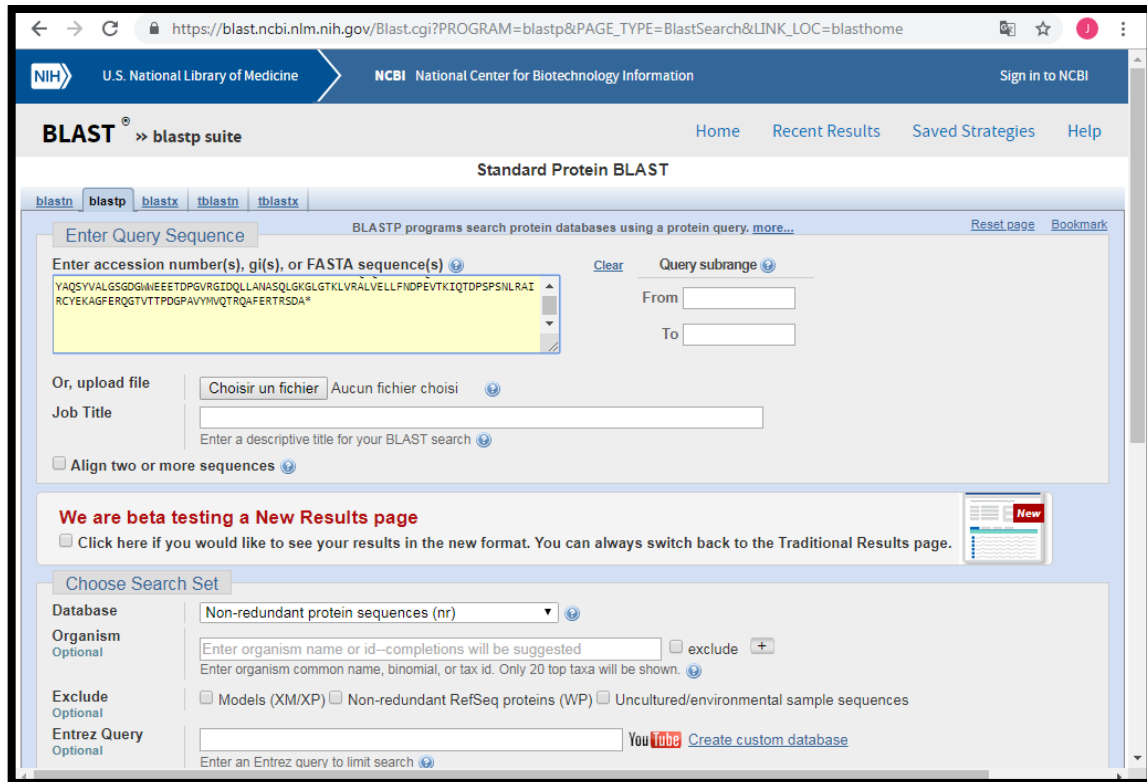 https://blast.ncbi.nlm.nih.gov/Blast.cgi?PROGRAM=blastp&PAGE_TYPE=BlastSearch&LINK_LOC=blasthome J
NIH U.S. National Library of Medicine NCBI National Center for Biotechnology Information Sign in to NCBI
BLAST ® » blastp suite Home Recent Results Saved Strategies Help
Standard Protein BLAST
blastn blastp blastx tblastn tblastx
Enter Query Sequence BLASTP programs search protein databases using a protein query. more... Reset page Bookmark
Enter accession number(s), gi(s), or FASTA sequence(s) Clear Query subrange
YAQSYVALGSGDGWWEEETDPGVRGIDQLLANASQLGKGLGTKLVRALVELLFNDPEVTKIQTDPSPSNLRAI
RCYEKAGFERQGTVTTPDGPAVYMVQTRQAFERTRSDA*
From
To
Or, upload file Choisir un fichier Aucun fichier choisi
Job Title
Enter a descriptive title for your BLAST search
Align two or more sequences
We are beta testing a New Results page
New
Click here if you would like to see your results in the new format. You can always switch back to the Traditional Results page.
Choose Search Set
Database Non-redundant protein sequences (nr)
Organism
Optional
Enter organism name or id--completions will be suggested exclude +
Enter organism common name, binomial, or tax id. Only 20 top taxa will be shown.
Exclude
Optional
Models (XM/XP) Non-redundant RefSeq proteins (WP) Uncultured/environmental sample sequences
Entrez Query
Optional
YouTube Create custom database
Enter an Entrez query to limit search